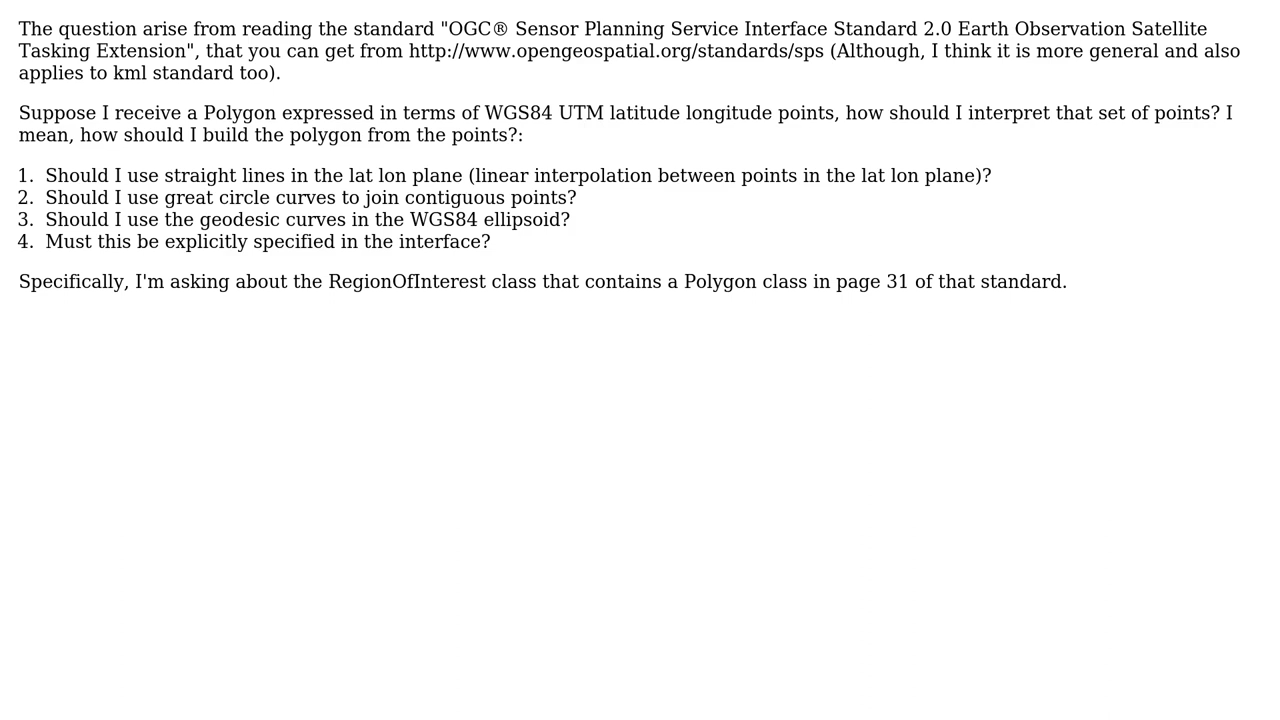 The question arise from reading the standard "OGC® Sensor Planning Service Interface Standard 2.0 Earth Observation Satellite
Tasking Extension", that you can get from http://www.opengeospatial.org/standards/sps (Although, I think it is more general and also
applies to kml standard too).
Suppose I receive a Polygon expressed in terms of WGS84 UTM latitude longitude points, how should I interpret that set of points? I
mean, how should I build the polygon from the points?:
1. Should I use straight lines in the lat lon plane (linear interpolation between points in the lat lon plane)?
2. Should I use great circle curves to join contiguous points?
3. Should I use the geodesic curves in the WGS84 ellipsoid?
4. Must this be explicitly specified in the interface?
Specifically, I'm asking about the RegionOfInterest class that contains a Polygon class in page 31 of that standard.